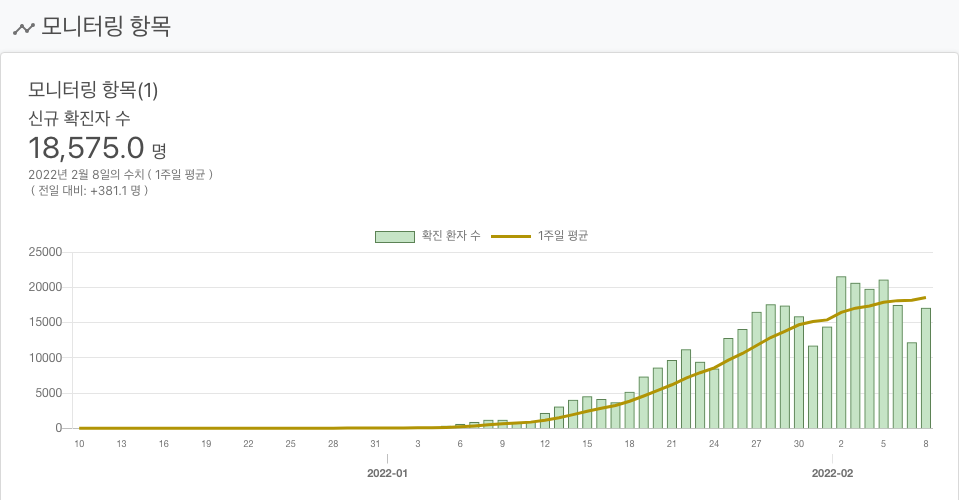 모니터링 항목
모니터링 항목(1)
신규 확진자 수
18,575.0 명
2022년 2월 8일의 수치 ( 1주일 평균 )
( 전일 대비: +381.1 명 )
확진 환자 수 1주일 평균
25000
20000
15000
10000
5000
0
10 13 16 19 22 25 28 31 3 6 9 12 15 18 21 24 27 30 2 5 8
2022-01 2022-02